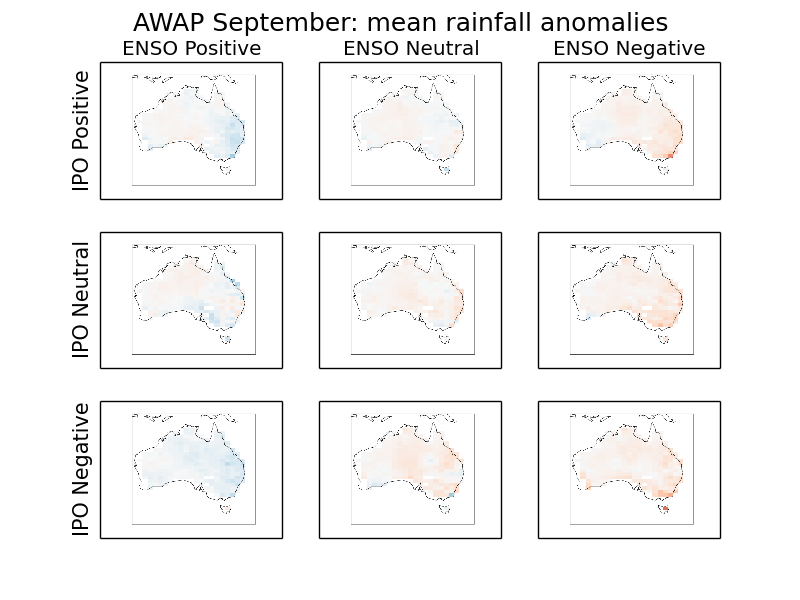 AWAP September: mean rainfall anomalies
ENSO Positive
ENSO Neutral
ENSO Negative
IPO Positive
IPO Neutral
IPO Negative